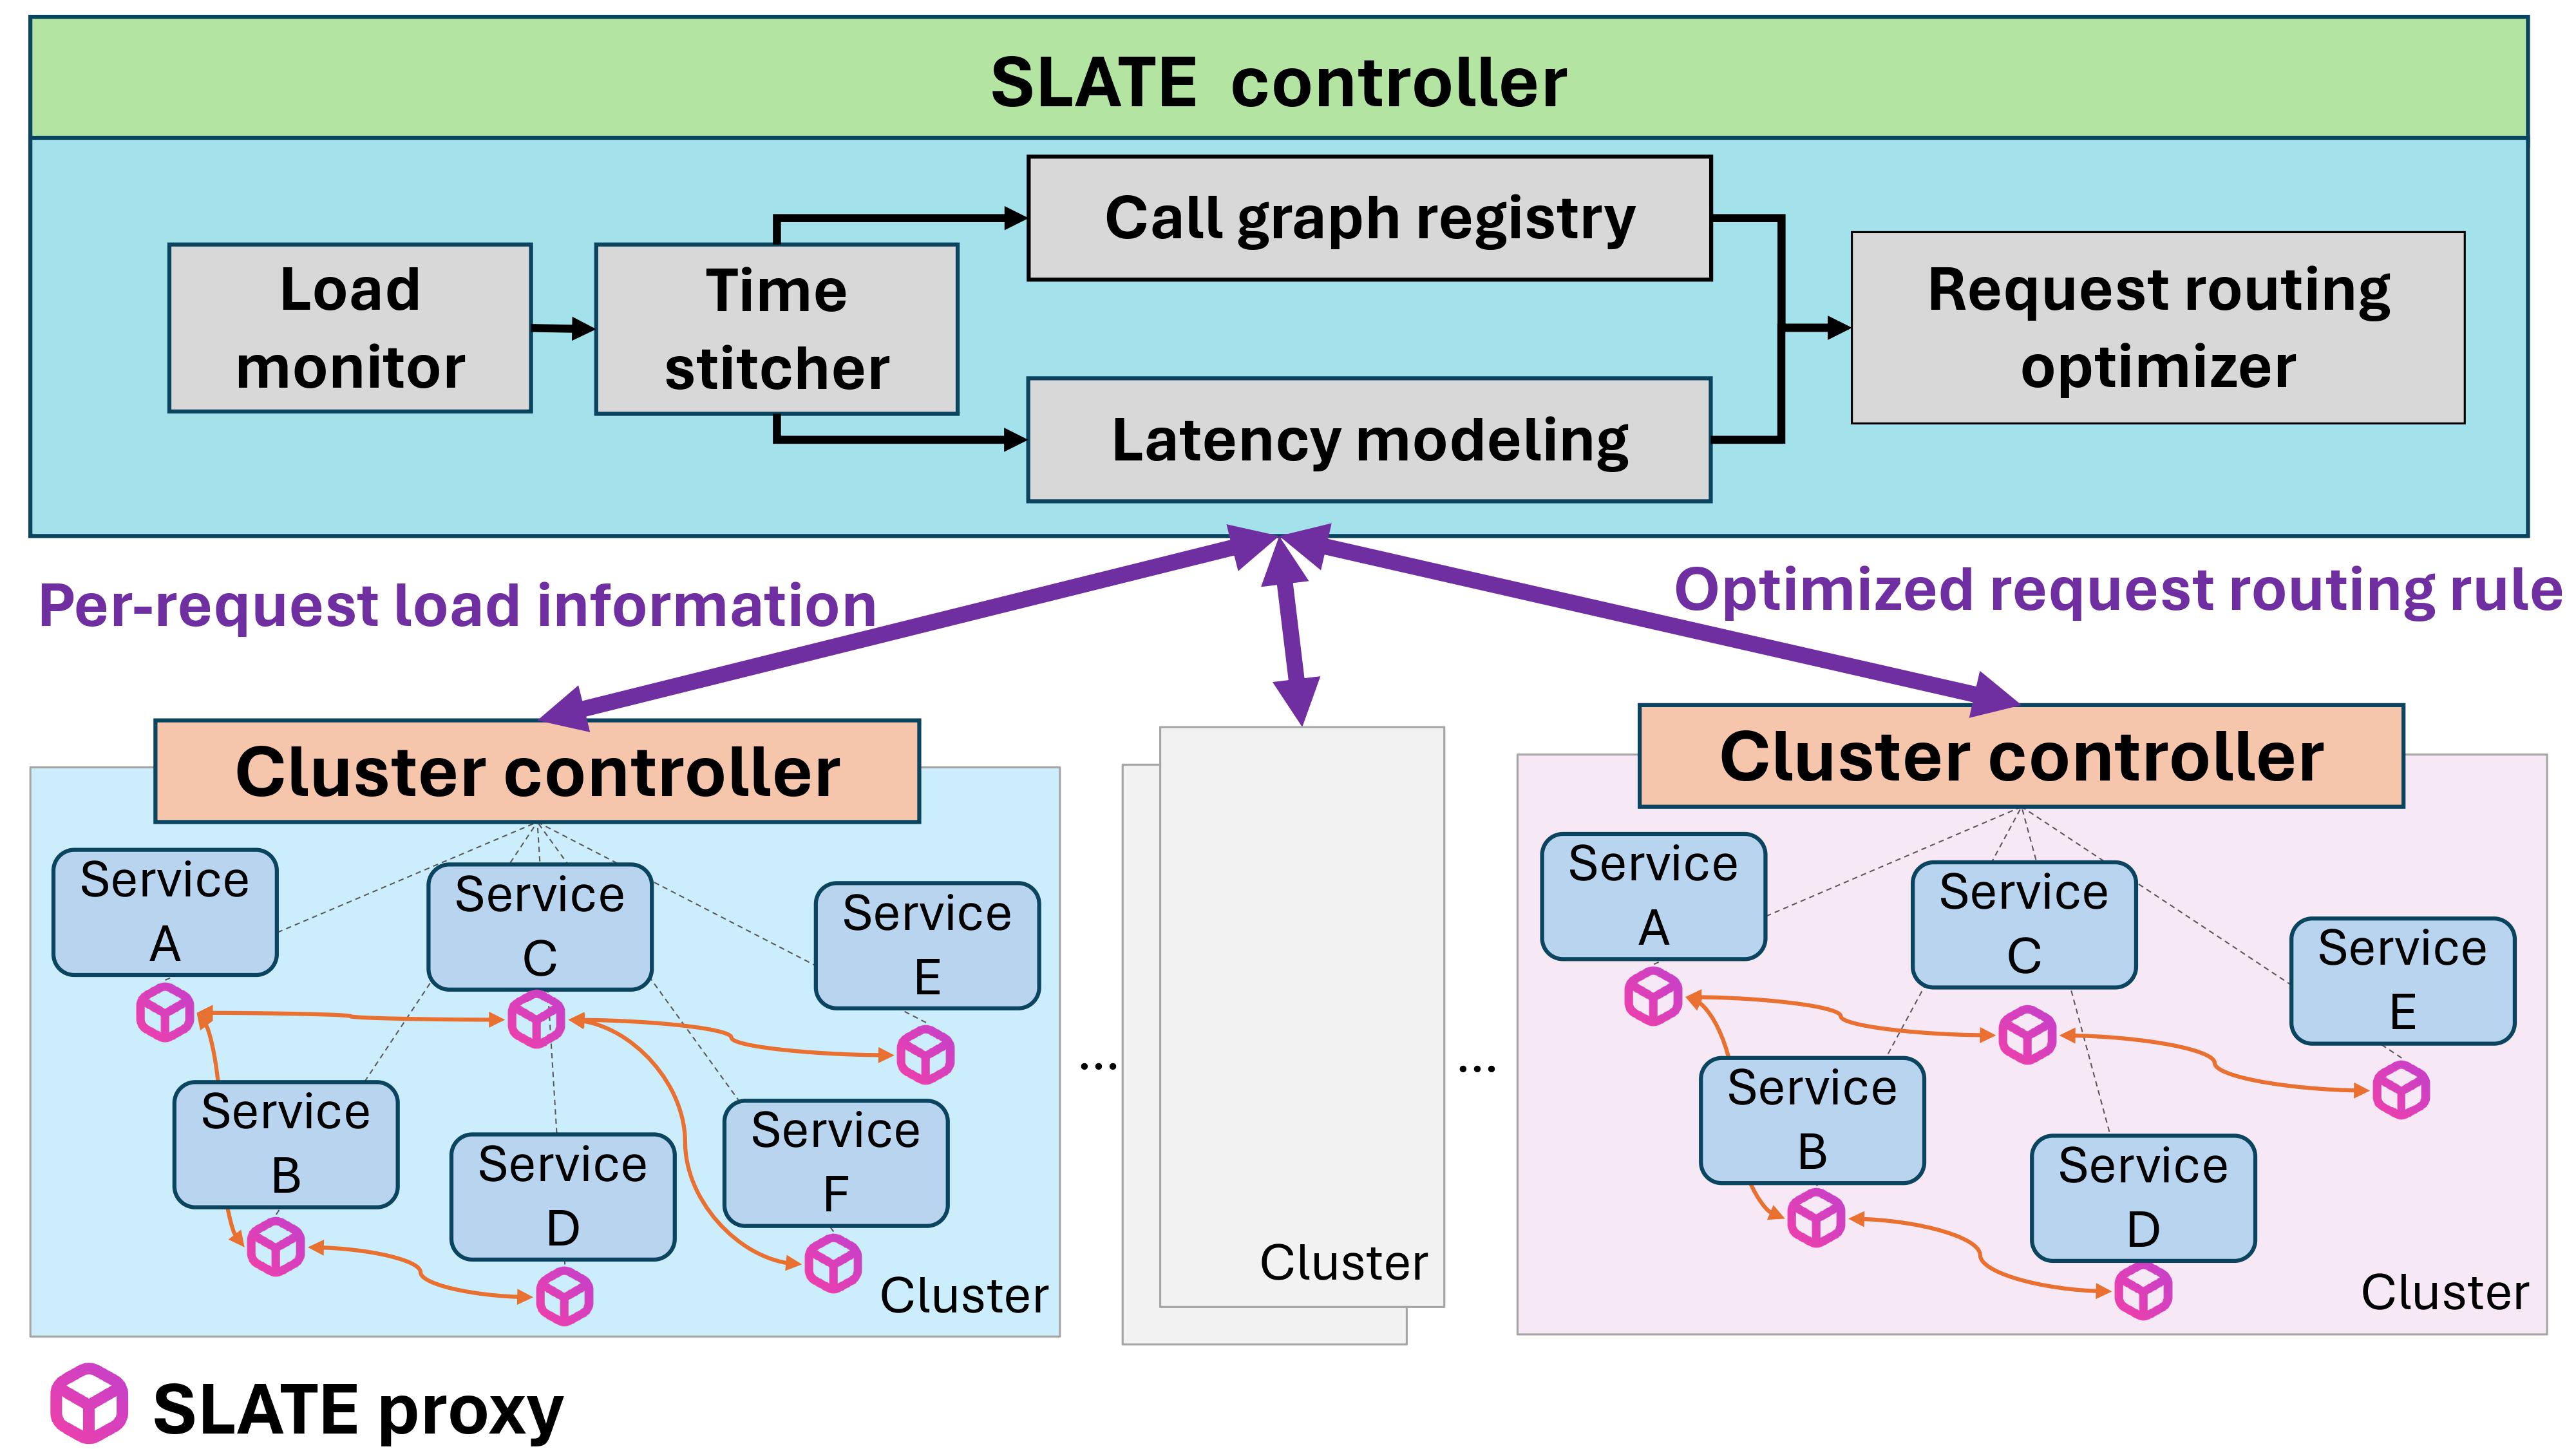 SLATE controller
Load
monitor
Time
stitcher
Call graph registry
Latency modeling
Request routing
optimizer
Per-request load information
Optimized request routing rule
Cluster controller
Service
A
Service
C
Service
E
Service
B
Service
D
Service
F
Cluster
...
Cluster
...
Cluster controller
Service
A
Service
C
Service
E
Service
B
Service
D
Cluster
SLATE proxy